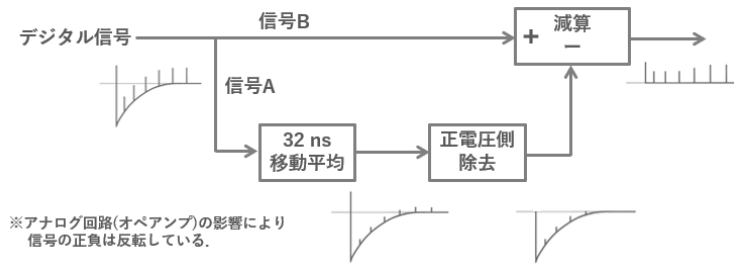 信号B
デジタル信号
減算
+
−
信号A
32 ns
移動平均
正電圧側
除去
※アナログ回路(オペアンプ)の影響により
信号の正負は反転している.